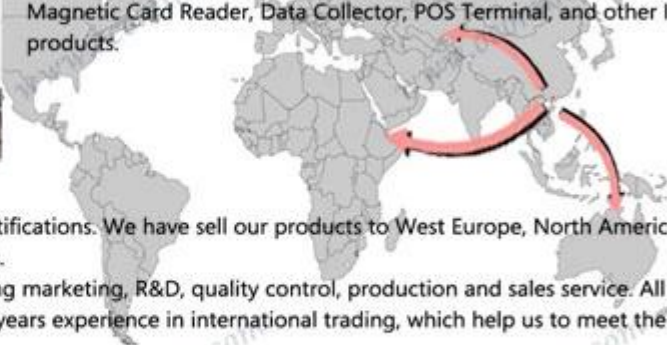 Magnetic Card Reader, Data Collector, POS Terminal, and other
products.
tifications. We have sell our products to West Europe, North Americ
.
ng marketing, R&D, quality control, production and sales service. All
years experience in international trading, which help us to meet the